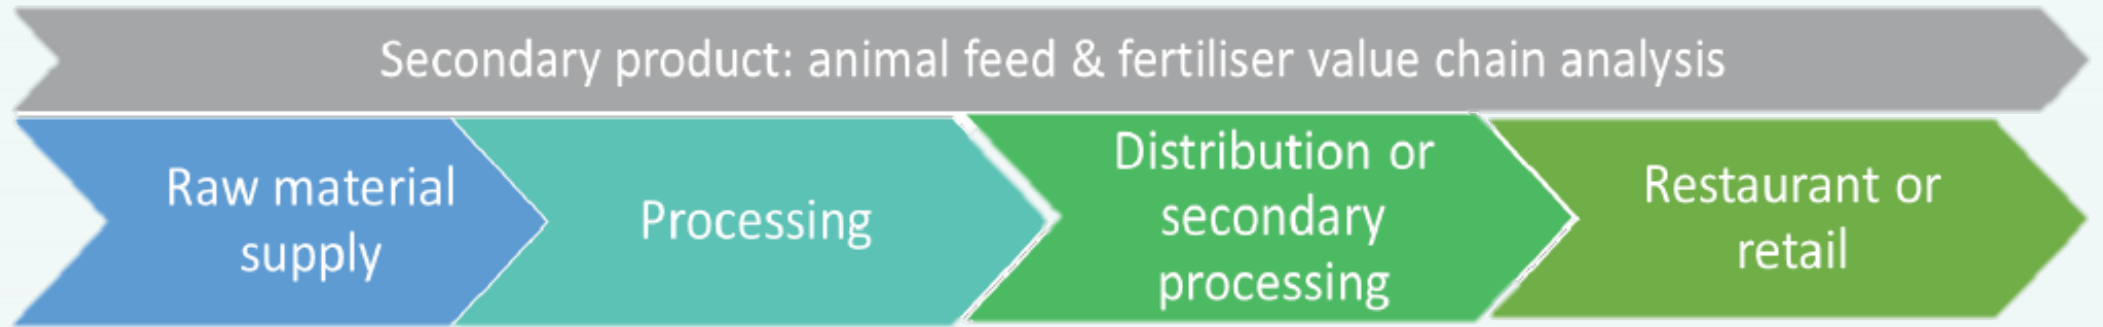 Secondary product: animal feed & fertiliser value chain analysis
Raw material
supply
Processing
Distribution or
secondary
processing
Restaurant or
retail